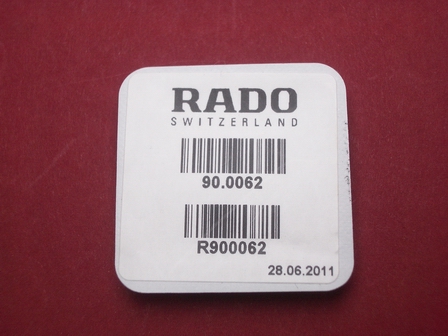 RADO
SWITZERLAND
90.0062
R900062
28.06.2011